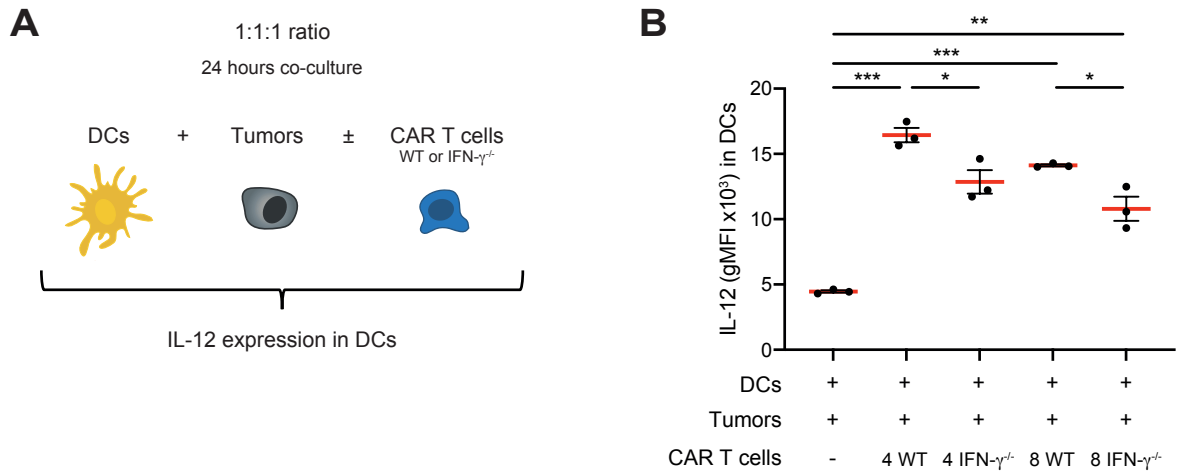 A
1:1:1 ratio
24 hours co-culture
DCs + Tumors ± CAR T cells
WT or IFN-γ-/-
IL-12 expression in DCs
B
**
***
*** * *
IL-12 (gMFI x10³) in DCs
20
15
10
5
0
DCs + + + + +
Tumors + + + + +
CAR T cells - 4 WT 4 IFN-γ-/- 8 WT 8 IFN-γ-/-